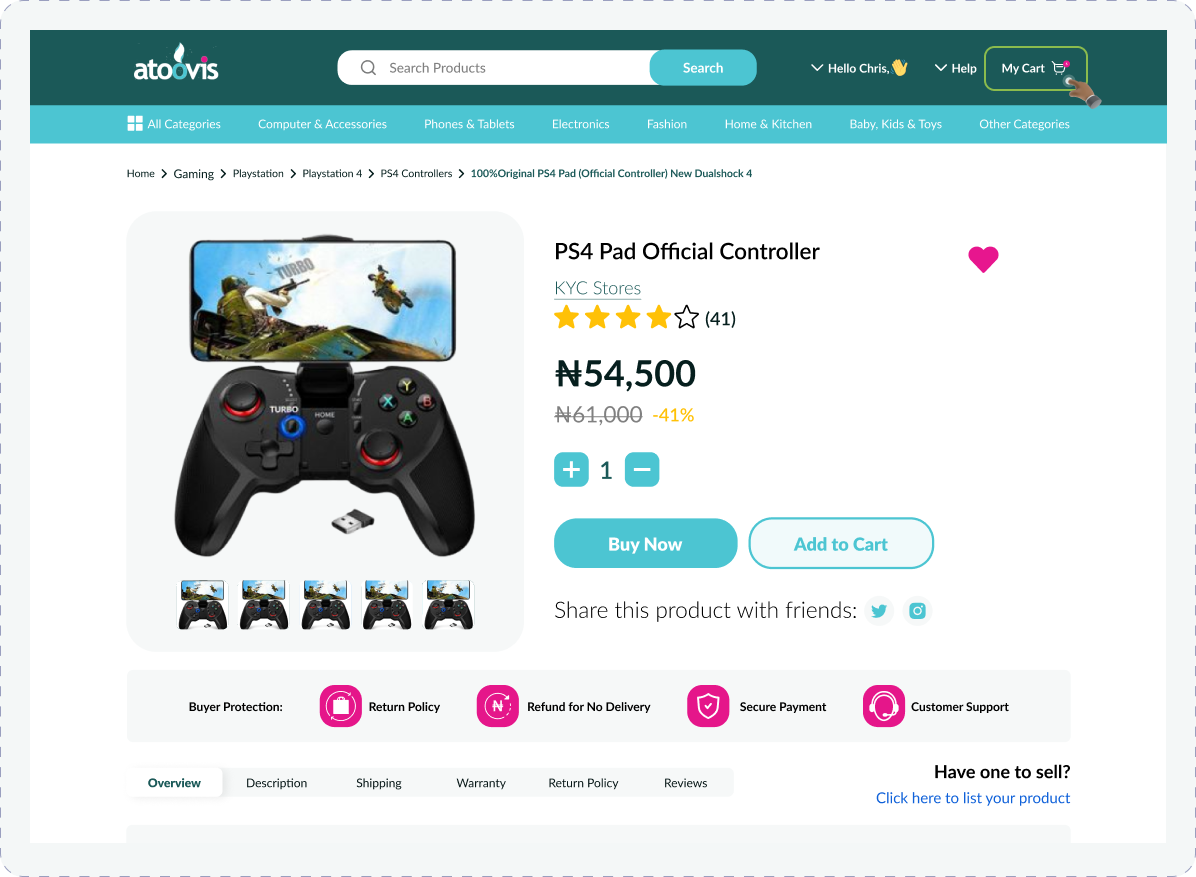 atoovis
Search Products
Search
Hello Chris,👋
Help
My Cart
All Categories
Computer & Accessories
Phones & Tablets
Electronics
Fashion
Home & Kitchen
Baby, Kids & Toys
Other Categories
Home > Gaming > Playstation > Playstation 4 > PS4 Controllers > 100%Original PS4 Pad (Official Controller) New Dualshock 4
TURBO
TURBO
HOME
Y
X
B
A
PS4 Pad Official Controller
KYC Stores
(41)
₦54,500
₦61,000 -41%
+ 1 −
Buy Now
Add to Cart
Share this product with friends:
Buyer Protection:
Return Policy
₦
Refund for No Delivery
Secure Payment
Customer Support
Overview
Description
Shipping
Warranty
Return Policy
Reviews
Have one to sell?
Click here to list your product